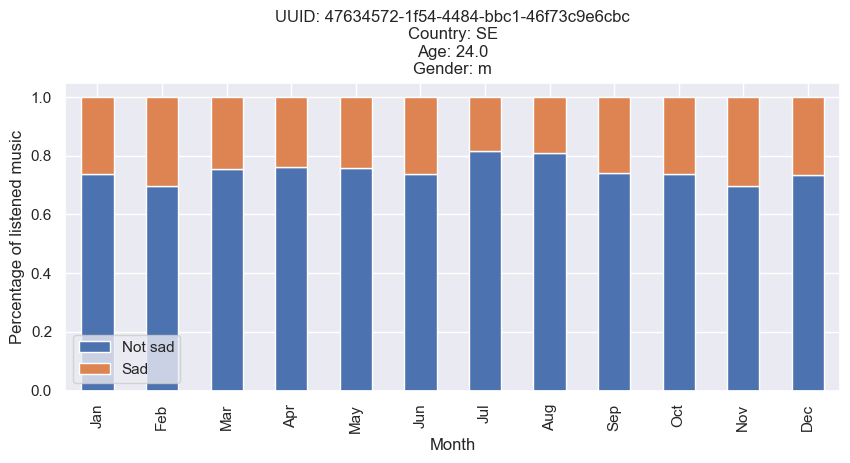 UUID: 47634572-1f54-4484-bbc1-46f73c9e6cbc
Country: SE
Age: 24.0
Gender: m
Percentage of listened music
1.0
0.8
0.6
0.4
0.2
0.0
Not sad
Sad
Jan
Feb
Mar
Apr
May
Jun
Jul
Aug
Sep
Oct
Nov
Dec
Month